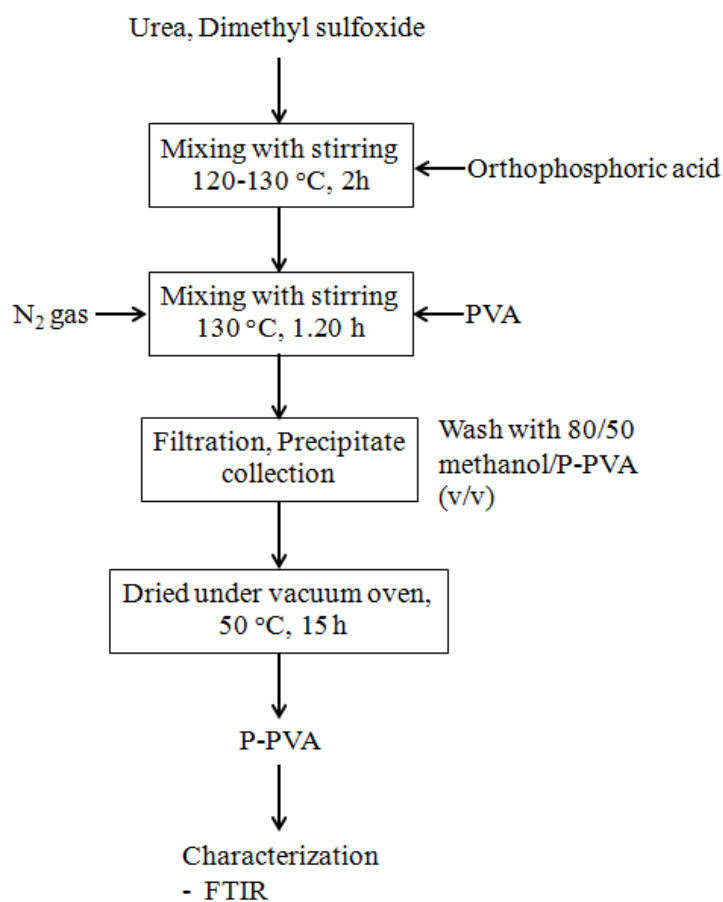 Urea, Dimethyl sulfoxide
Mixing with stirring
120-130 °C, 2h
Orthophosphoric acid
N₂ gas
Mixing with stirring
130 °C, 1.20 h
PVA
Filtration, Precipitate
collection
Wash with 80/50
methanol/P-PVA
(v/v)
Dried under vacuum oven,
50 °C, 15 h
P-PVA
Characterization
- FTIR